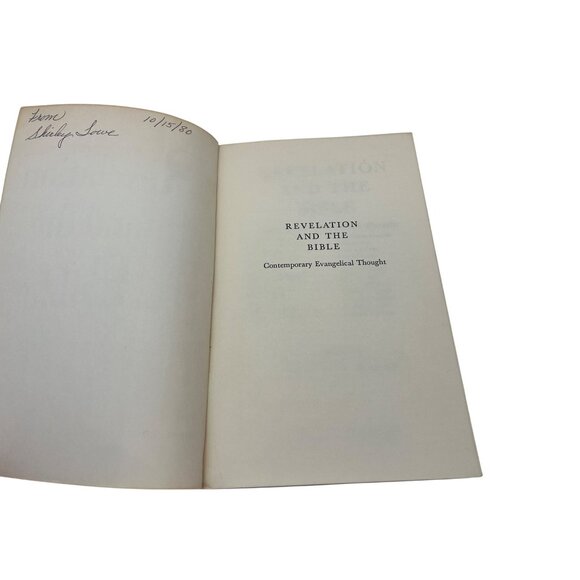 From
10/15/80
Shirley Lowe
REVELATION
AND THE
BIBLE
Contemporary Evangelical Thought